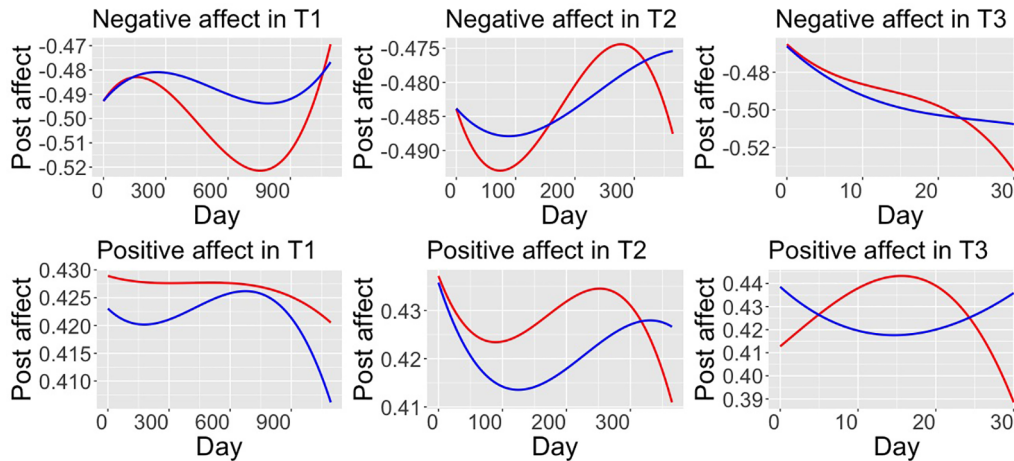 Negative affect in T1
Post affect
-0.47
-0.48
-0.49
-0.50
-0.51
-0.52
0
300
600
900
Day
Negative affect in T2
Post affect
-0.475
-0.480
-0.485
-0.490
0
100
200
300
Day
Negative affect in T3
Post affect
-0.48
-0.50
-0.52
0
10
20
30
Day
Positive affect in T1
Post affect
0.430
0.425
0.420
0.415
0.410
0
300
600
900
Day
Positive affect in T2
Post affect
0.43
0.42
0.41
0
100
200
300
Day
Positive affect in T3
Post affect
0.44
0.43
0.42
0.41
0.40
0.39
0
10
20
30
Day